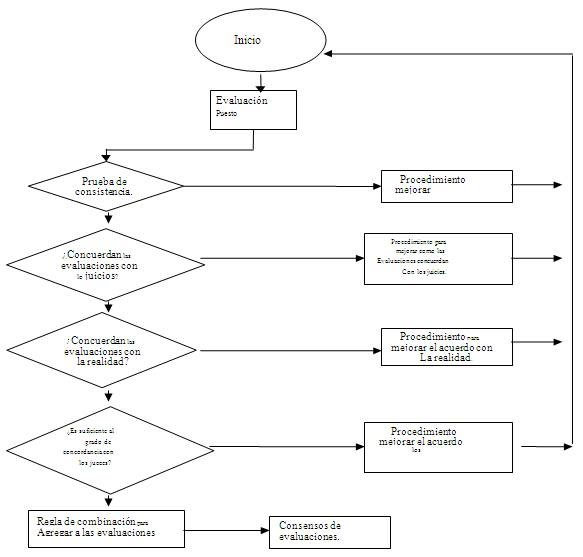 Inicio
Evaluación
Puesto
Prueba de
consistencia.
Procedimiento
mejorar
¿Concuerdan las
evaluaciones con
lo juicios?
Procedimiento para
mejorar como las
Evaluaciones concuerdan
Con los juicios.
¿Concuerdan las
evaluaciones con
la realidad?
Procedimiento para
mejorar el acuerdo con
La realidad.
¿Es suficiente al
grado de
concordancia con
los jueces?
Procedimiento
mejorar el acuerdo
los
Regla de combinación para
Agregar a las evaluaciones
Consensos de
evaluaciones.